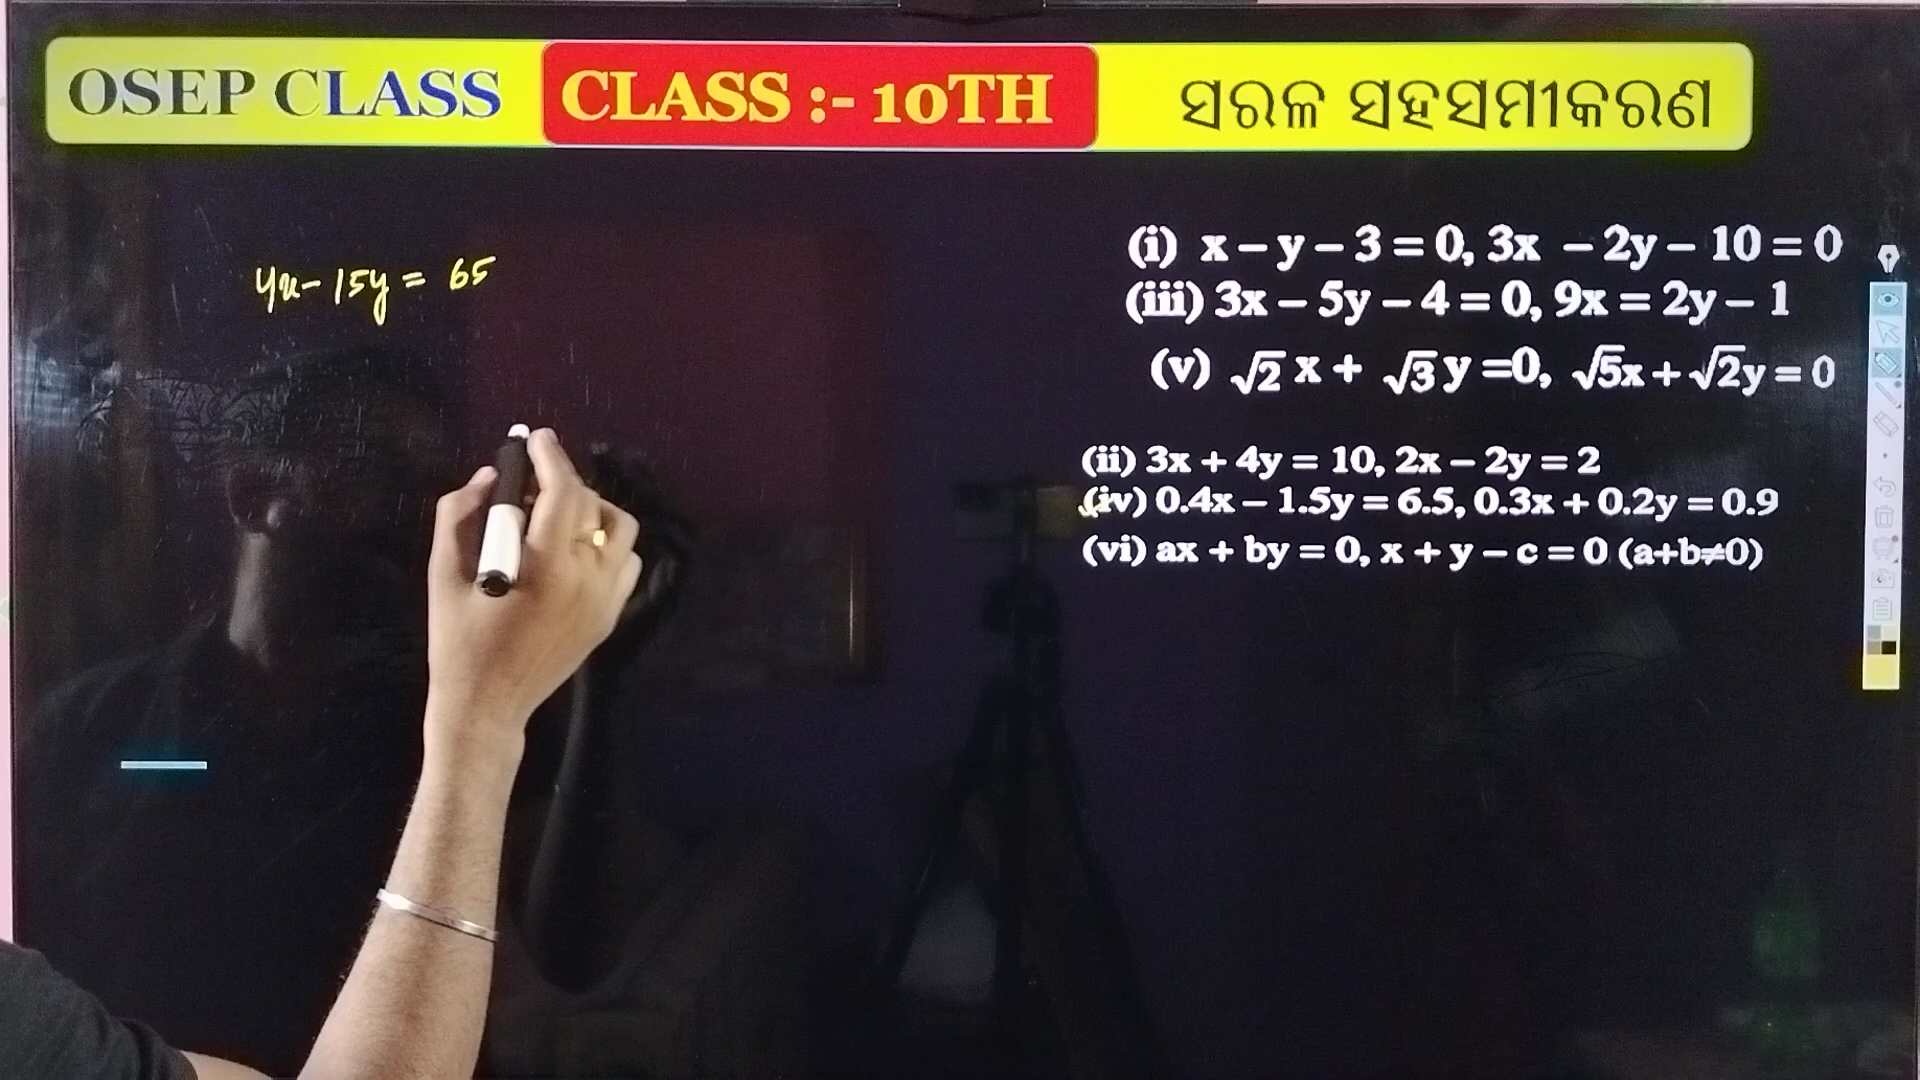 OSEP CLASS CLASS :- 10TH ସରଳ ସହସମୀକରଣ
4x - 15y = 65
(i) x – y – 3 = 0, 3x – 2y – 10 = 0
(iii) 3x – 5y – 4 = 0, 9x = 2y – 1
(v) √2 x + √3 y =0, √5x + √2y = 0
(ii) 3x + 4y = 10, 2x – 2y = 2
(iv) 0.4x – 1.5y = 6.5, 0.3x + 0.2y = 0.9
(vi) ax + by = 0, x + y – c = 0 (a+b≠0)